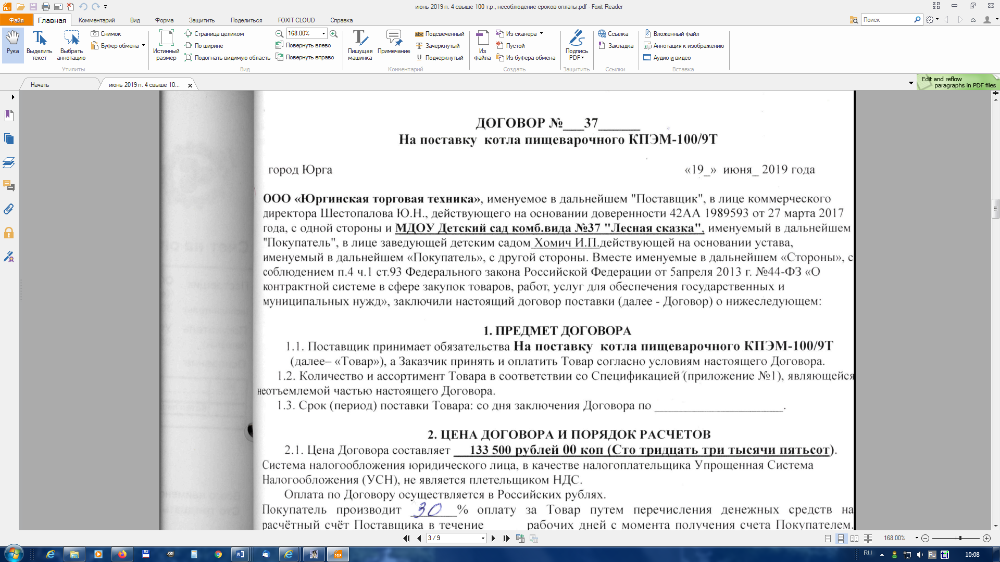 июнь 2019 п. 4 свыше 100 т.р., несоблюдение сроков оплаты.pdf - Foxit Reader
Файл Главная Комментарий Вид Форма Защитить Поделиться FOXIT CLOUD Справка Поиск
Рука
Выделить текст
Выбрать аннотацию
Снимок
Буфер обмена
Утилиты
Истинный размер
Страница целиком
По ширине
Подогнать видимую область
168.00%
Повернуть влево
Повернуть вправо
Вид
Пишущая машинка
Примечание
Подсвеченный
Зачеркнутый
Подчеркнутый
Комментарий
Из файла
Из сканера
Пустой
Из буфера обмена
Создать
Подпись PDF
Защитить
Ссылка
Закладка
Ссылки
Вложенный файл
Аннотация к изображению
Аудио и видео
Вставка
Начать
июнь 2019 п. 4 свыше 10...
Edit and reflow
paragraphs in PDF files
ДОГОВОР №___37______
На поставку котла пищеварочного КПЭМ-100/9Т
город Юрга «19_» июня_ 2019 года
ООО «Юргинская торговая техника», именуемое в дальнейшем "Поставщик", в лице коммерческого
директора Шестопалова Ю.Н., действующего на основании доверенности 42АА 1989593 от 27 марта 2017
года, с одной стороны и МДОУ Детский сад комб.вида №37 "Лесная сказка", именуемый в дальнейшем
"Покупатель", в лице заведующей детским садом Хомич И.П.действующей на основании устава,
именуемый в дальнейшем «Покупатель», с другой стороны. Вместе именуемые в дальнейшем «Стороны», с
соблюдением п.4 ч.1 ст.93 Федерального закона Российской Федерации от 5апреля 2013 г. №44-ФЗ «О
контрактной системе в сфере закупок товаров, работ, услуг для обеспечения государственных и
муниципальных нужд», заключили настоящий договор поставки (далее - Договор) о нижеследующем:
1. ПРЕДМЕТ ДОГОВОРА
1.1. Поставщик принимает обязательства На поставку котла пищеварочного КПЭМ-100/9Т
(далее– «Товар»), а Заказчик принять и оплатить Товар согласно условиям настоящего Договора.
1.2. Количество и ассортимент Товара в соответствии со Спецификацией (приложение №1), являющейся
неотъемлемой частью настоящего Договора.
1.3. Срок (период) поставки Товара: со дня заключения Договора по ____________________.
2. ЦЕНА ДОГОВОРА И ПОРЯДОК РАСЧЕТОВ
2.1. Цена Договора составляет 133 500 рублей 00 коп (Сто тридцать три тысячи пятьсот).
Система налогообложения юридического лица, в качестве налогоплательщика Упрощенная Система
Налогообложения (УСН), не является плетельщиком НДС.
Оплата по Договору осуществляется в Российских рублях.
Покупатель производит 30 % оплату за Товар путем перечисления денежных средств на
расчётный счёт Поставщика в течение рабочих дней с момента получения счета Покупателем.
3 / 9
168.00%
RU
Ru
10:08